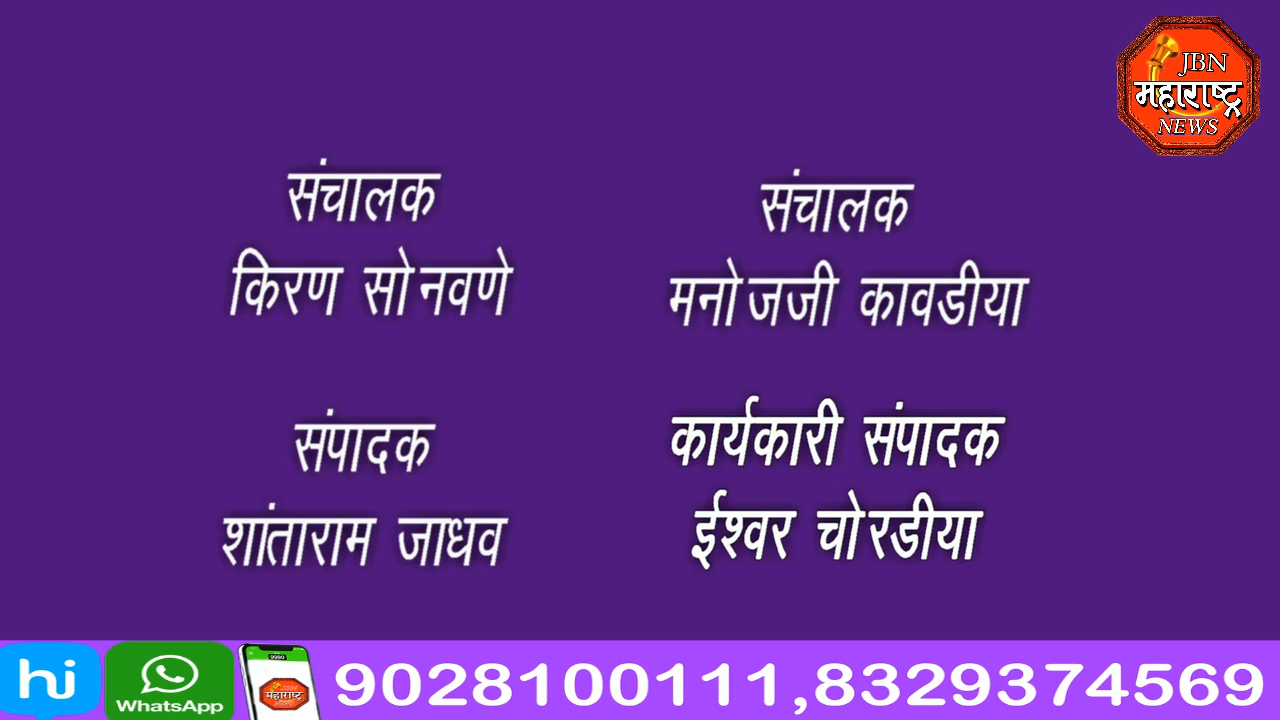 JBN
महाराष्ट्र
NEWS
संचालक
किरण सोनवणे
संचालक
मनोजजी कावडीया
संपादक
शांताराम जाधव
कार्यकारी संपादक
ईश्वर चोरडीया
hi
WhatsApp
महाराष्ट्र
9028100111,8329374569